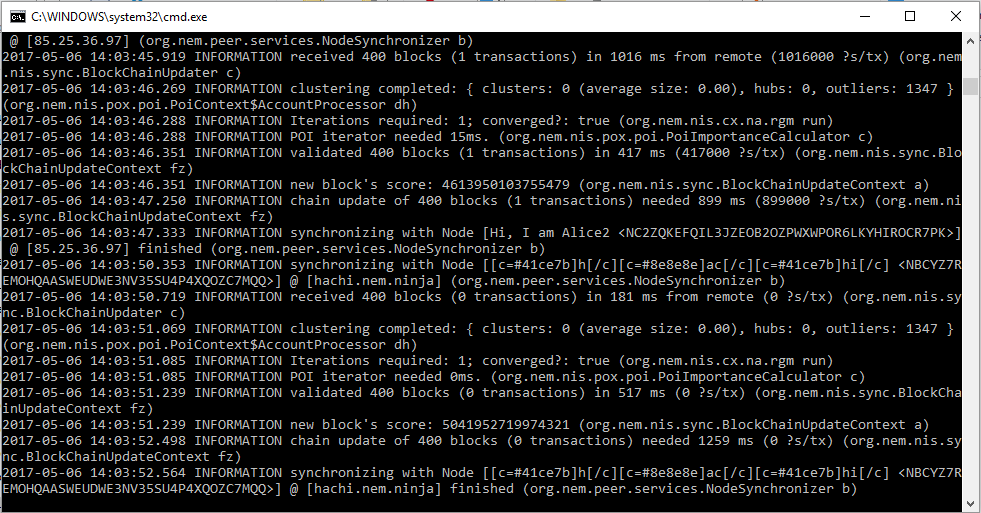 C:\WINDOWS\system32\cmd.exe
@ [85.25.36.97] (org.nem.peer.services.NodeSynchronizer b)
2017-05-06 14:03:45.919 INFORMATION received 400 blocks (1 transactions) in 1016 ms from remote (1016000 ?s/tx) (org.nem
.nis.sync.BlockChainUpdater c)
2017-05-06 14:03:46.269 INFORMATION clustering completed: { clusters: 0 (average size: 0.00), hubs: 0, outliers: 1347 }
(org.nem.nis.pox.poi.PoiContext$AccountProcessor dh)
2017-05-06 14:03:46.288 INFORMATION Iterations required: 1; converged?: true (org.nem.nis.cx.na.rgm run)
2017-05-06 14:03:46.288 INFORMATION POI iterator needed 15ms. (org.nem.nis.pox.poi.PoiImportanceCalculator c)
2017-05-06 14:03:46.351 INFORMATION validated 400 blocks (1 transactions) in 417 ms (417000 ?s/tx) (org.nem.nis.sync.Blo
ckChainUpdateContext fz)
2017-05-06 14:03:46.351 INFORMATION new block's score: 4613950103755479 (org.nem.nis.sync.BlockChainUpdateContext a)
2017-05-06 14:03:47.250 INFORMATION chain update of 400 blocks (1 transactions) needed 899 ms (899000 ?s/tx) (org.nem.ni
s.sync.BlockChainUpdateContext fz)
2017-05-06 14:03:47.333 INFORMATION synchronizing with Node [Hi, I am Alice2 <NC2ZQKEFQIL3JZEOB2OZPWXWPOR6LKYHIROCR7PK>]
@ [85.25.36.97] finished (org.nem.peer.services.NodeSynchronizer b)
2017-05-06 14:03:50.353 INFORMATION synchronizing with Node [[c=#41ce7b]h[/c][c=#8e8e8e]ac[/c][c=#41ce7b]hi[/c] <NBCYZ7R
EMOHQAASWEUDWE3NV35SU4P4XQOZC7MQQ>] @ [hachi.nem.ninja] (org.nem.peer.services.NodeSynchronizer b)
2017-05-06 14:03:50.719 INFORMATION received 400 blocks (0 transactions) in 181 ms from remote (0 ?s/tx) (org.nem.nis.sy
nc.BlockChainUpdater c)
2017-05-06 14:03:51.069 INFORMATION clustering completed: { clusters: 0 (average size: 0.00), hubs: 0, outliers: 1347 }
(org.nem.nis.pox.poi.PoiContext$AccountProcessor dh)
2017-05-06 14:03:51.085 INFORMATION Iterations required: 1; converged?: true (org.nem.nis.cx.na.rgm run)
2017-05-06 14:03:51.085 INFORMATION POI iterator needed 0ms. (org.nem.nis.pox.poi.PoiImportanceCalculator c)
2017-05-06 14:03:51.239 INFORMATION validated 400 blocks (0 transactions) in 517 ms (0 ?s/tx) (org.nem.nis.sync.BlockCha
inUpdateContext fz)
2017-05-06 14:03:51.239 INFORMATION new block's score: 5041952719974321 (org.nem.nis.sync.BlockChainUpdateContext a)
2017-05-06 14:03:52.498 INFORMATION chain update of 400 blocks (0 transactions) needed 1259 ms (0 ?s/tx) (org.nem.nis.sy
nc.BlockChainUpdateContext fz)
2017-05-06 14:03:52.564 INFORMATION synchronizing with Node [[c=#41ce7b]h[/c][c=#8e8e8e]ac[/c][c=#41ce7b]hi[/c] <NBCYZ7R
EMOHQAASWEUDWE3NV35SU4P4XQOZC7MQQ>] @ [hachi.nem.ninja] finished (org.nem.peer.services.NodeSynchronizer b)